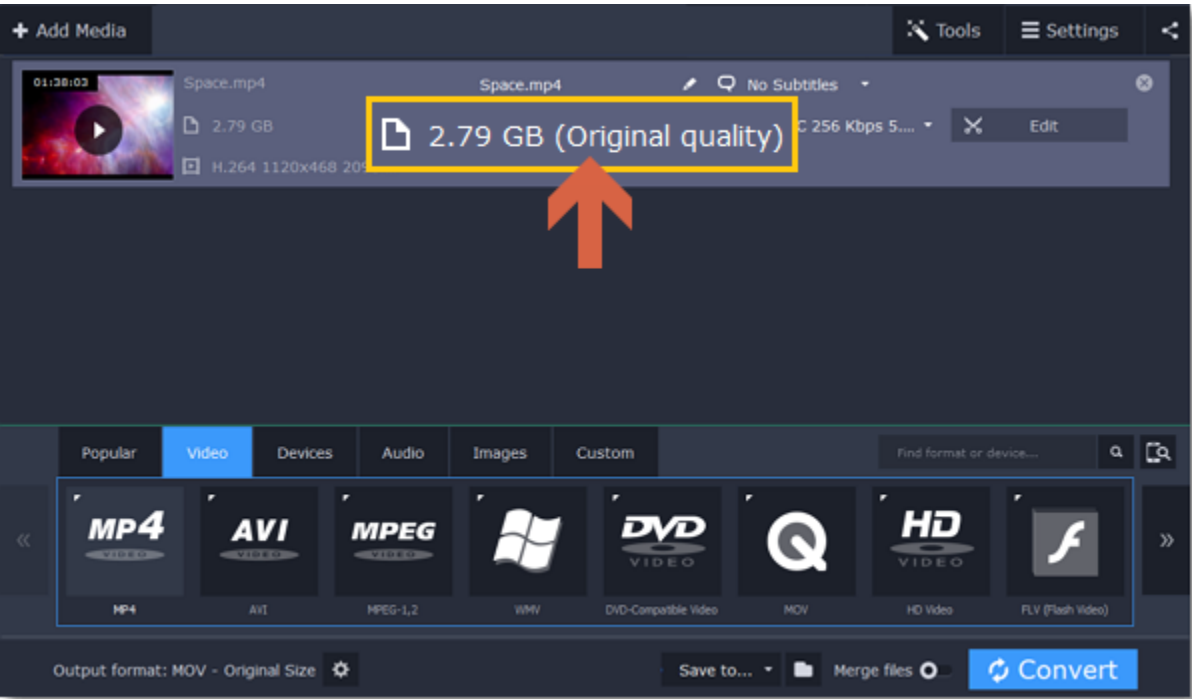 Add Media
Tools
Settings
01:38:03
Space.mp4
Space.mp4
No Subtitles
2.79 GB
2.79 GB (Original quality)
C 256 Kbps 5....
Edit
H.264 1120x468 209
Popular
Video
Devices
Audio
Images
Custom
Find format or device...
MP4
VIDEO
AVI
VIDEO
MPEG
VIDEO
DVD
VIDEO
HD
VIDEO
MP4
AVI
MPEG-1,2
WMV
DVD-Compatible Video
MOV
HD Video
FLV (Flash Video)
Output format: MOV - Original Size
Save to...
Merge files
Convert